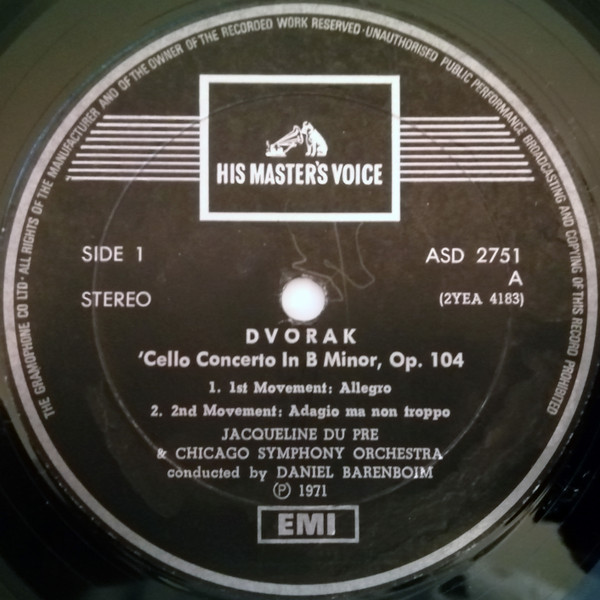 THE GRAMOPHONE CO LTD · ALL RIGHTS OF THE MANUFACTURER AND OF THE OWNER OF THE RECORDED WORK RESERVED · UNAUTHORISED PUBLIC PERFORMANCE BROADCASTING AND COPYING OF THIS RECORD PROHIBITED
HIS MASTER'S VOICE
SIDE 1
ASD 2751
A
STEREO
(2YEA 4183)
DVORAK
'Cello Concerto In B Minor, Op. 104
1. 1st Movement: Allegro
2. 2nd Movement: Adagio ma non troppo
JACQUELINE DU PRE
& CHICAGO SYMPHONY ORCHESTRA
conducted by DANIEL BARENBOIM
℗ 1971
EMI